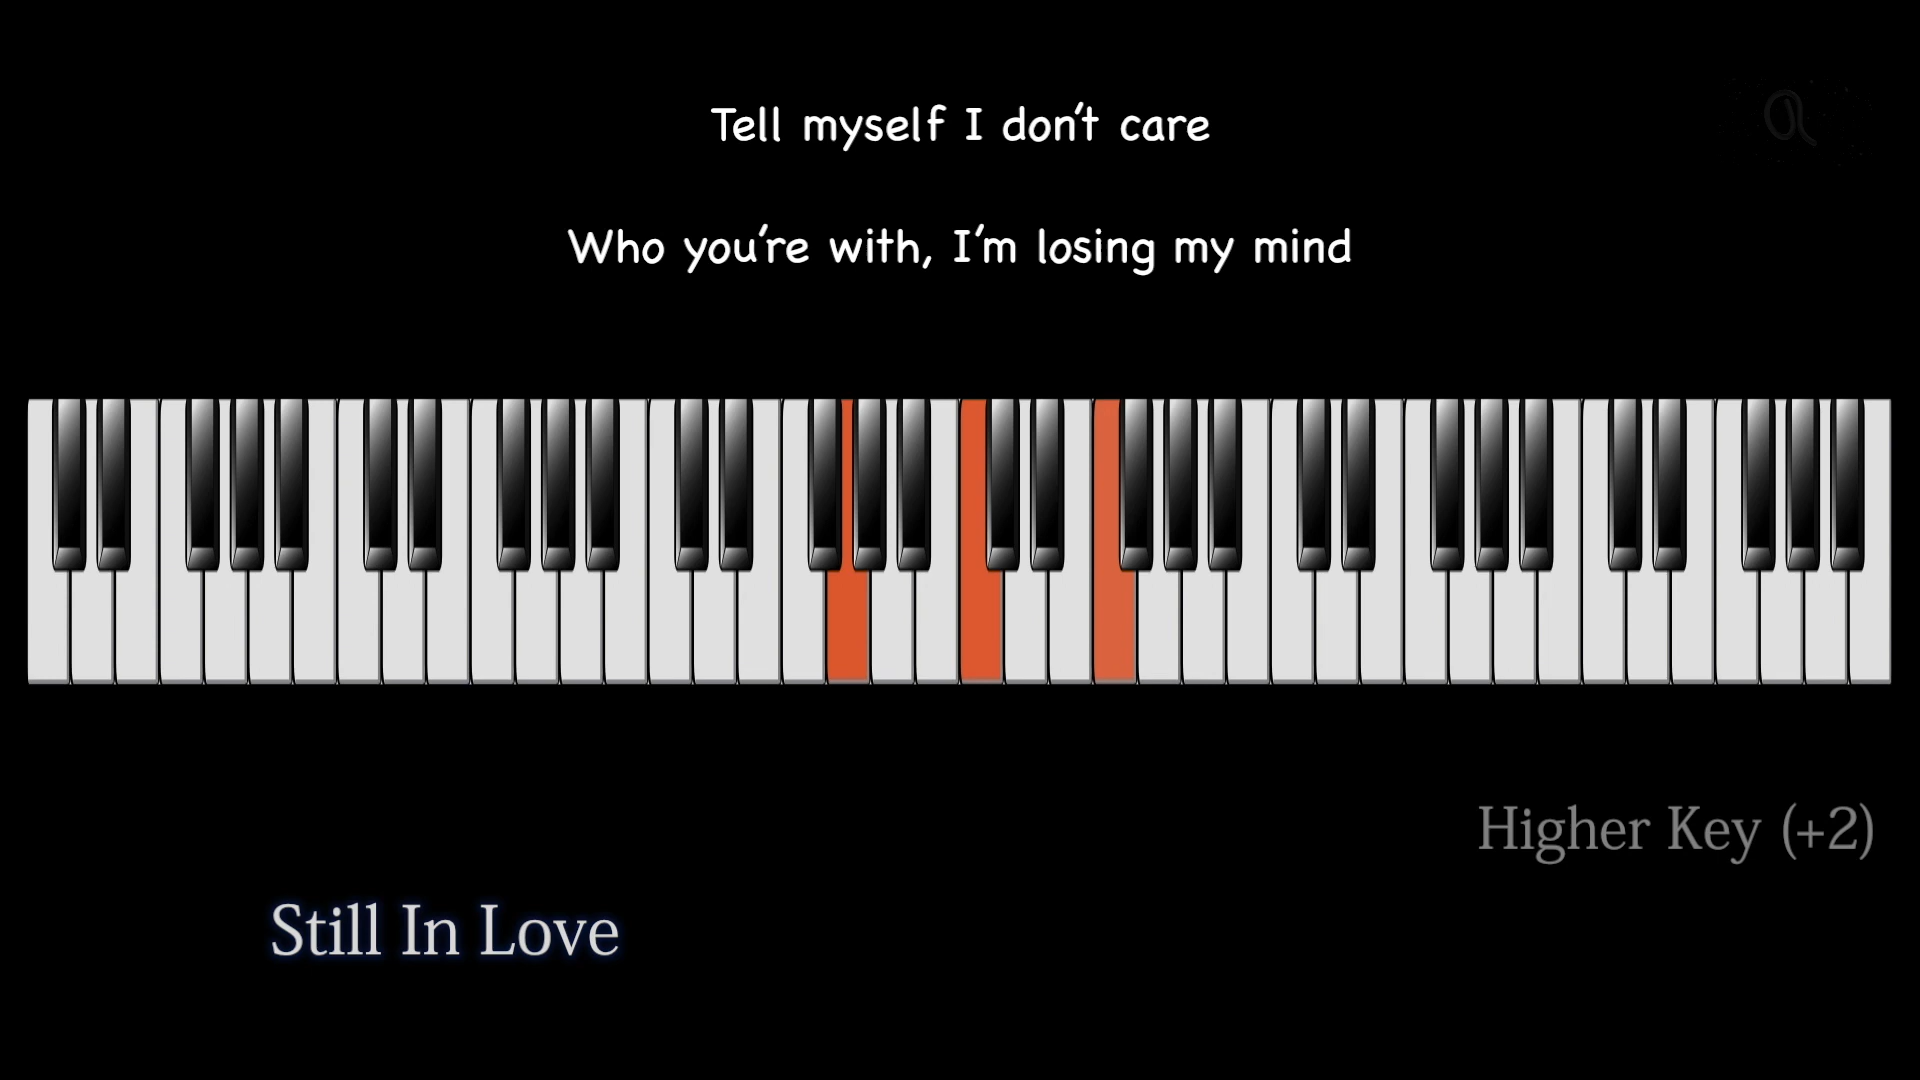 Tell myself I don't care
Who you're with, I'm losing my mind
Higher Key (+2)
Still In Love